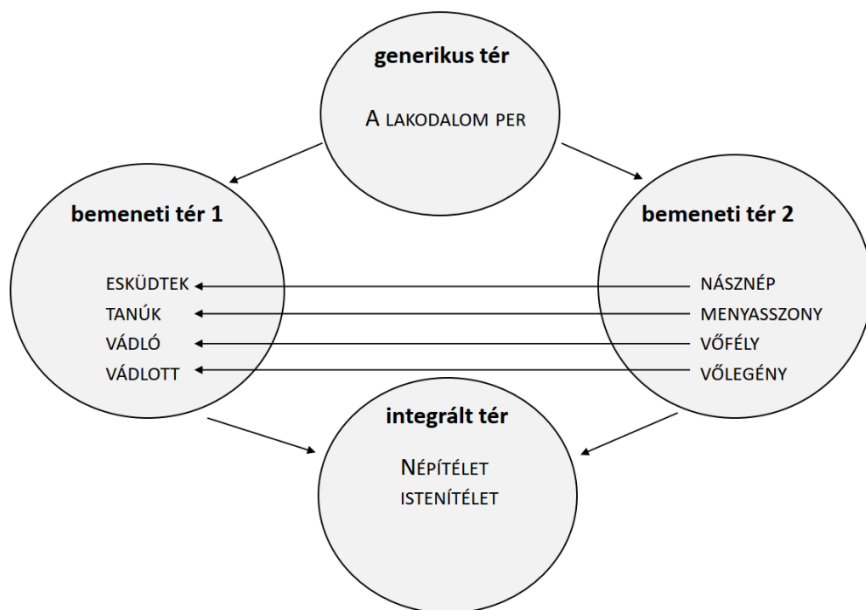 generikus tér
A LAKODALOM PER
bemeneti tér 1
ESKÜDTEK
TANÚK
VÁDLÓ
VÁDLOTT
bemeneti tér 2
NÁSZNÉP
MENYASSZONY
VŐFÉLY
VŐLEGÉNY
integrált tér
NÉPÍTÉLET
ISTENÍTÉLET